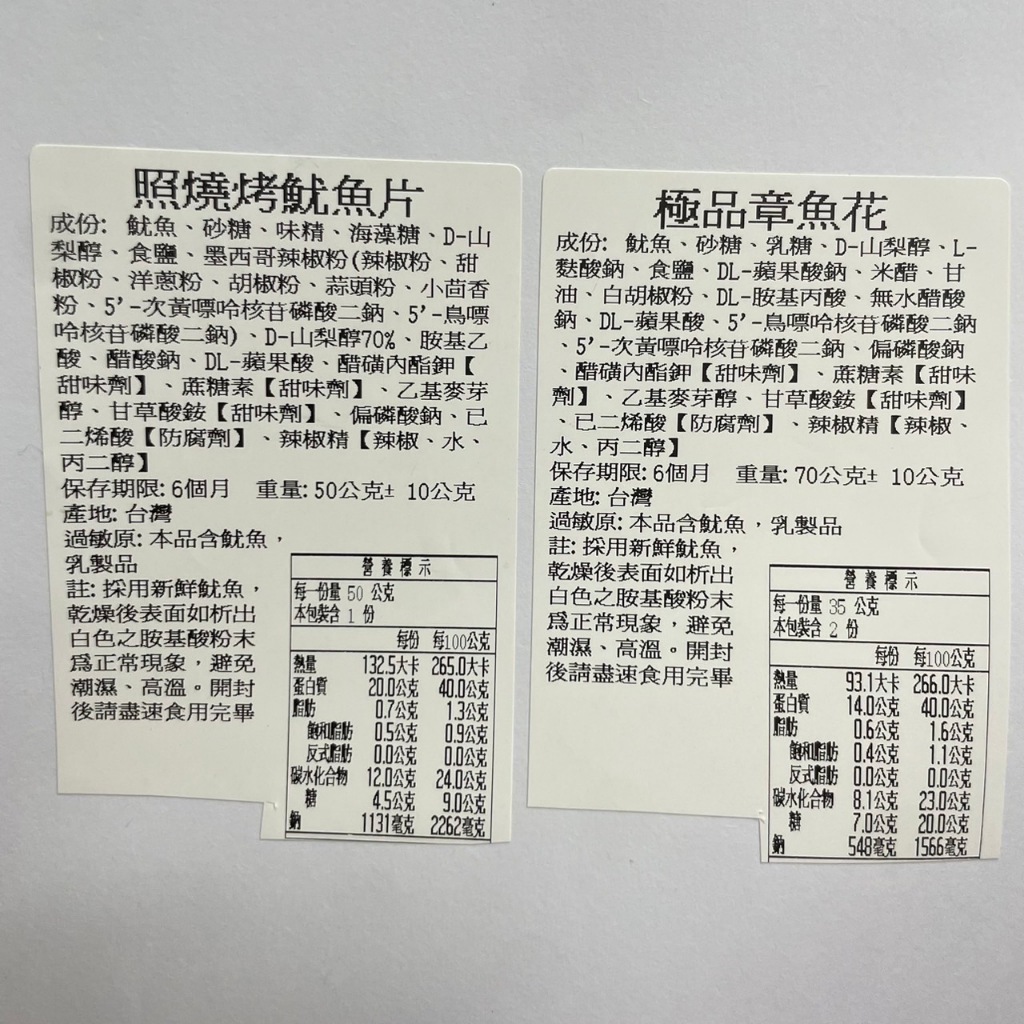 照燒烤魷魚片
成份: 魷魚、砂糖、味精、海藻糖、D-山
梨醇、食鹽、墨西哥辣椒粉(辣椒粉、甜
椒粉、洋蔥粉、胡椒粉、蒜頭粉、小茴香
粉、5'-次黃嘌呤核苷磷酸二鈉、5'-鳥嘌
呤核苷磷酸二鈉)、D-山梨醇70%、胺基乙
酸、醋酸鈉、DL-蘋果酸、醋磺內酯鉀【
甜味劑】、蔗糖素【甜味劑】、乙基麥芽
醇、甘草酸銨【甜味劑】、偏磷酸鈉、已
二烯酸【防腐劑】、辣椒精【辣椒、水、
丙二醇】
保存期限: 6個月 重量: 50公克± 10公克
產地: 台灣
過敏原: 本品含魷魚，
乳製品
註: 採用新鮮魷魚，
乾燥後表面如析出
白色之胺基酸粉末
為正常現象，避免
潮濕、高溫。開封
後請盡速食用完畢
營養標示
每一份量 50 公克
本包裝含 1 份
每份 每100公克
熱量 132.5大卡 265.0大卡
蛋白質 20.0公克 40.0公克
脂肪 0.7公克 1.3公克
飽和脂肪 0.5公克 0.9公克
反式脂肪 0.0公克 0.0公克
碳水化合物 12.0公克 24.0公克
糖 4.5公克 9.0公克
鈉 1131毫克 2262毫克
極品章魚花
成份: 魷魚、砂糖、乳糖、D-山梨醇、L-
麩酸鈉、食鹽、DL-蘋果酸鈉、米醋、甘
油、白胡椒粉、DL-胺基丙酸、無水醋酸
鈉、DL-蘋果酸、5'-鳥嘌呤核苷磷酸二鈉
、5'-次黃嘌呤核苷磷酸二鈉、偏磷酸鈉
、醋磺內酯鉀【甜味劑】、蔗糖素【甜味
劑】、乙基麥芽醇、甘草酸銨【甜味劑】
、已二烯酸【防腐劑】、辣椒精【辣椒、
水、丙二醇】
保存期限: 6個月 重量: 70公克± 10公克
產地: 台灣
過敏原: 本品含魷魚，乳製品
註: 採用新鮮魷魚，
乾燥後表面如析出
白色之胺基酸粉末
為正常現象，避免
潮濕、高溫。開封
後請盡速食用完畢
營養標示
每一份量 35 公克
本包裝含 2 份
每份 每100公克
熱量 93.1大卡 266.0大卡
蛋白質 14.0公克 40.0公克
脂肪 0.6公克 1.6公克
飽和脂肪 0.4公克 1.1公克
反式脂肪 0.0公克 0.0公克
碳水化合物 8.1公克 23.0公克
糖 7.0公克 20.0公克
鈉 548毫克 1566毫克